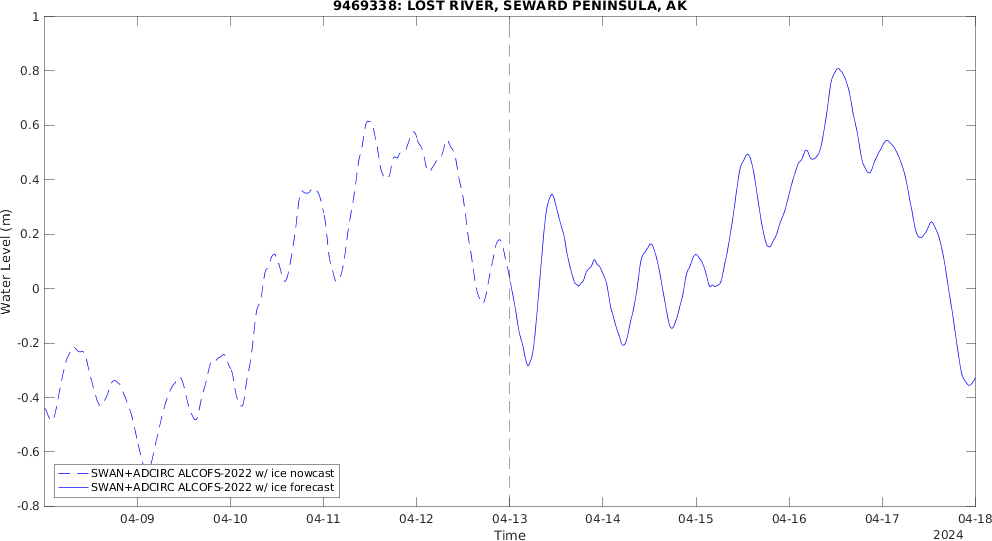 9469338: LOST RIVER, SEWARD PENINSULA, AK
Water Level (m)
1
0.8
0.6
0.4
0.2
0
-0.2
-0.4
-0.6
-0.8
SWAN+ADCIRC ALCOFS-2022 w/ ice nowcast
SWAN+ADCIRC ALCOFS-2022 w/ ice forecast
04-09 04-10 04-11 04-12 04-13 04-14 04-15 04-16 04-17 04-18
Time
2024